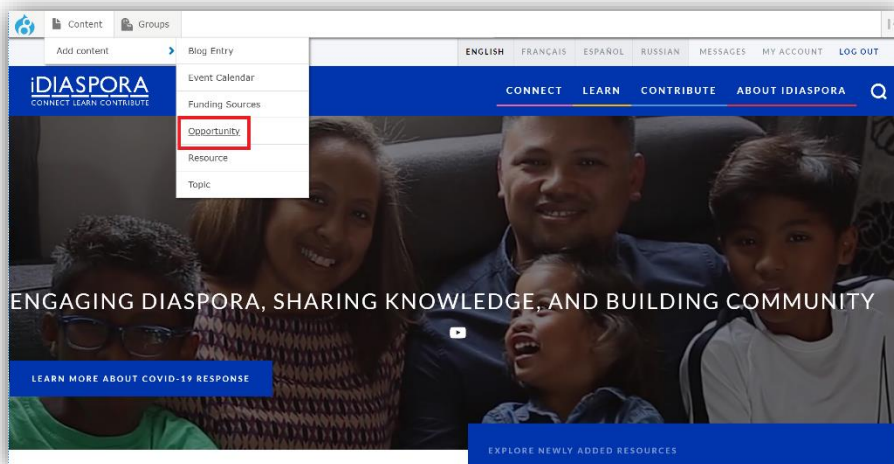 Content Groups
Add content
Blog Entry
Event Calendar
Funding Sources
Opportunity
Resource
Topic
ENGLISH FRANÇAIS ESPAÑOL RUSSIAN MESSAGES MY ACCOUNT LOG OUT
iDIASPORA
CONNECT LEARN CONTRIBUTE
CONNECT LEARN CONTRIBUTE ABOUT IDIASPORA
ENGAGING DIASPORA, SHARING KNOWLEDGE, AND BUILDING COMMUNITY
LEARN MORE ABOUT COVID-19 RESPONSE
EXPLORE NEWLY ADDED RESOURCES